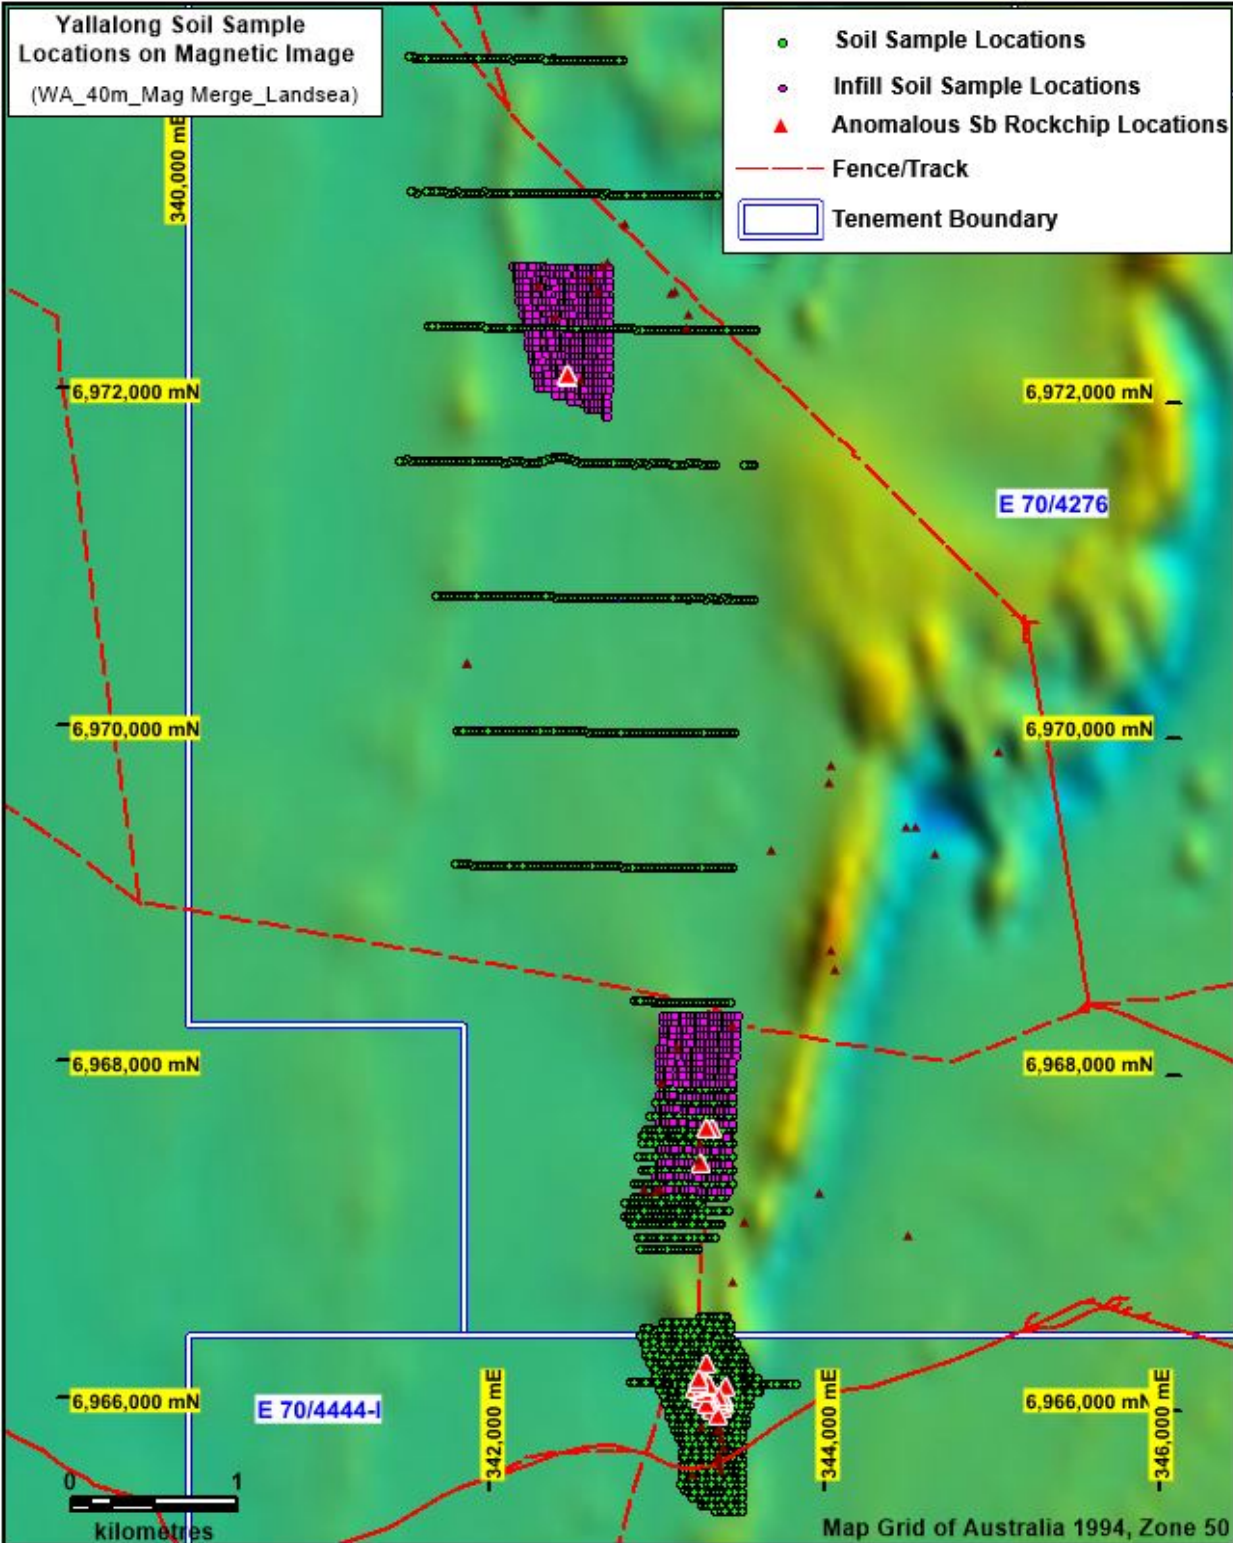 Yallalong Soil Sample
Locations on Magnetic Image
(WA_40m_Mag Merge_Landsea)
Soil Sample Locations
Infill Soil Sample Locations
Anomalous Sb Rockchip Locations
Fence/Track
Tenement Boundary
340,000 mE
6,972,000 mN
6,972,000 mN
E 70/4276
6,970,000 mN
6,970,000 mN
6,968,000 mN
6,968,000 mN
6,966,000 mN
E 70/4444-I
342,000 mE
344,000 mE
6,966,000 mN
346,000 mE
0 1
kilometres
Map Grid of Australia 1994, Zone 50